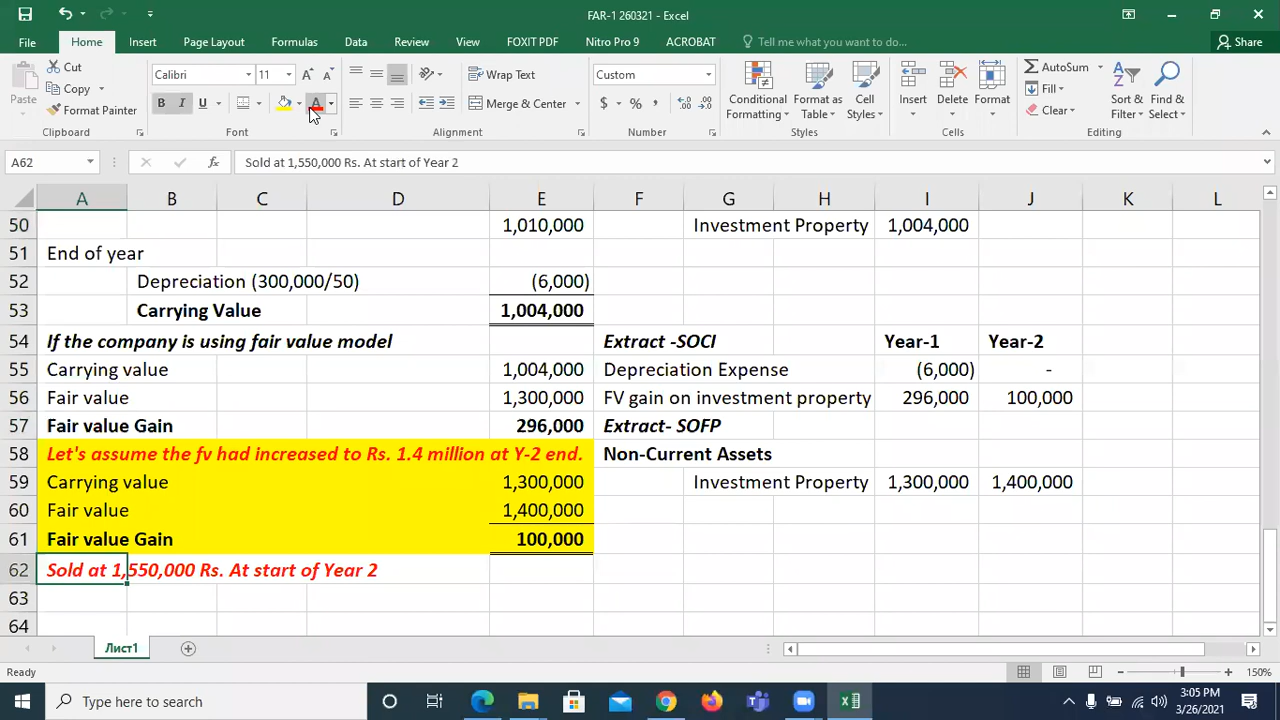 FAR-1 260321 - Excel
File Home Insert Page Layout Formulas Data Review View FOXIT PDF Nitro Pro 9 ACROBAT Tell me what you want to do... Share
Paste Cut Copy Format Painter Clipboard
Calibri 11 B I U A Font
Wrap Text Merge & Center Alignment
Custom $ % Number
Conditional Formatting Format as Table Cell Styles Styles
Insert Delete Format Cells
AutoSum Fill Clear Sort & Filter Find & Select Editing
A62 fx Sold at 1,550,000 Rs. At start of Year 2
A B C D E F G H I J K L
50 1,010,000 Investment Property 1,004,000
51 End of year
52 Depreciation (300,000/50) (6,000)
53 Carrying Value 1,004,000
54 If the company is using fair value model Extract -SOCI Year-1 Year-2
55 Carrying value 1,004,000 Depreciation Expense (6,000) -
56 Fair value 1,300,000 FV gain on investment property 296,000 100,000
57 Fair value Gain 296,000 Extract- SOFP
58 Let's assume the fv had increased to Rs. 1.4 million at Y-2 end. Non-Current Assets
59 Carrying value 1,300,000 Investment Property 1,300,000 1,400,000
60 Fair value 1,400,000
61 Fair value Gain 100,000
62 Sold at 1,550,000 Rs. At start of Year 2
63
64
Лист1
Ready 150%
Type here to search
3:05 PM
3/26/2021